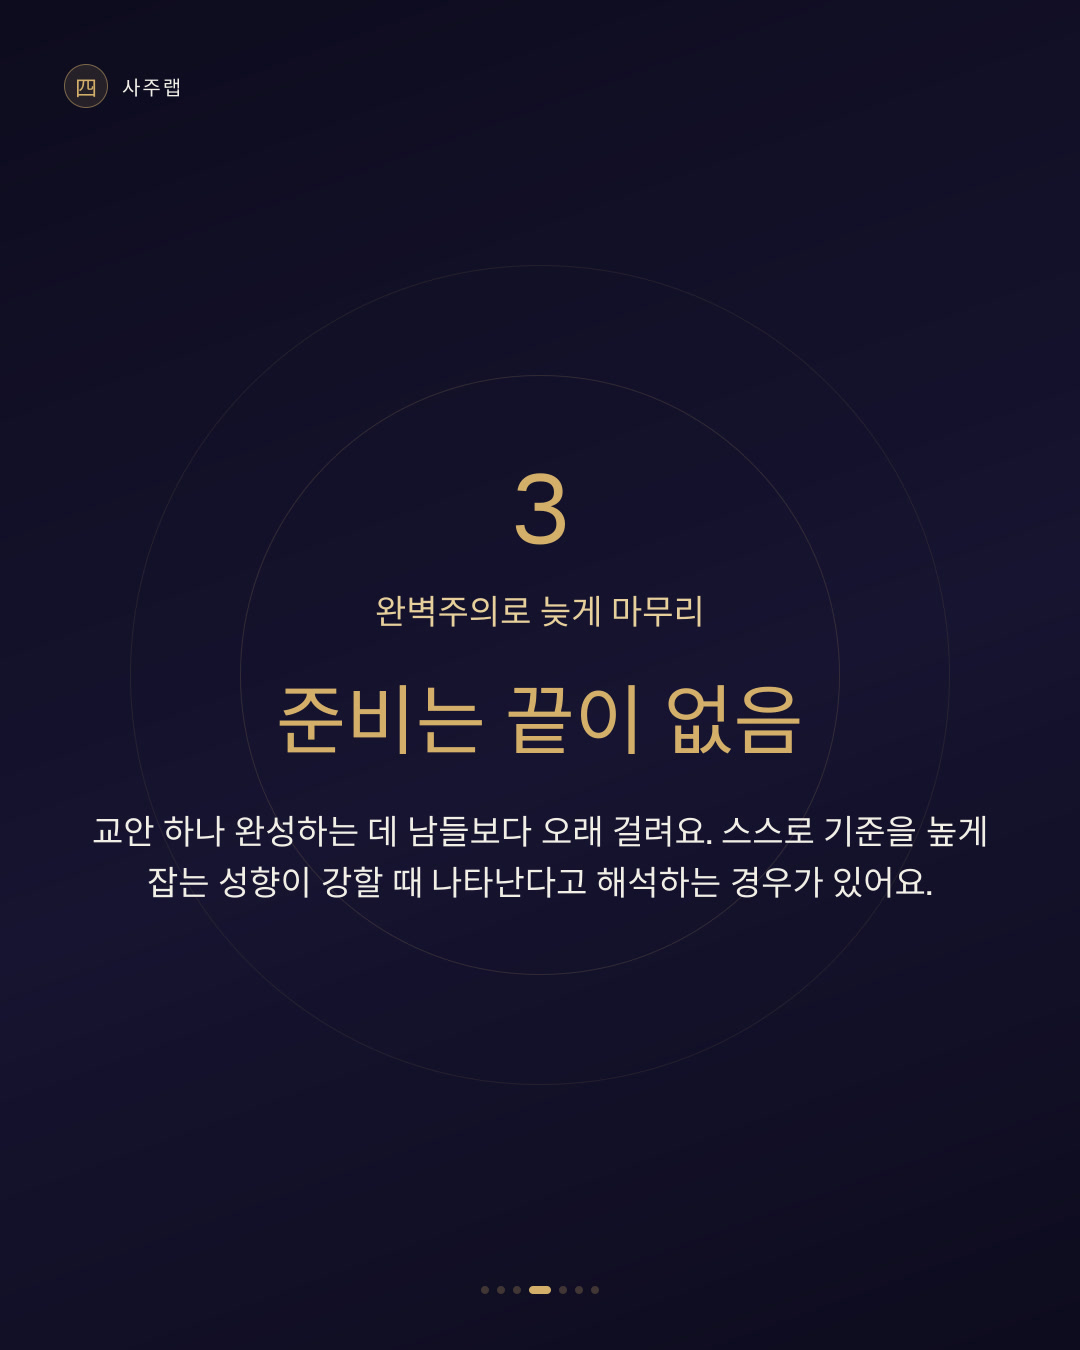 四 사주랩
3
완벽주의로 늦게 마무리
준비는 끝이 없음
교안 하나 완성하는 데 남들보다 오래 걸려요. 스스로 기준을 높게
잡는 성향이 강할 때 나타난다고 해석하는 경우가 있어요.